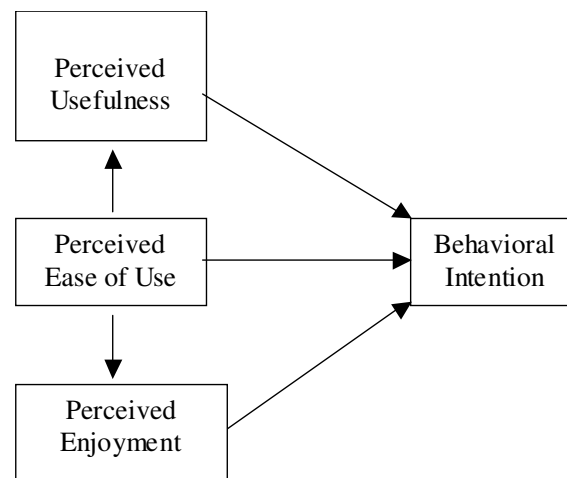 Perceived
Usefulness
Perceived
Ease of Use
Behavioral
Intention
Perceived
Enjoyment